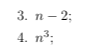 3. n − 2;
4. n³;